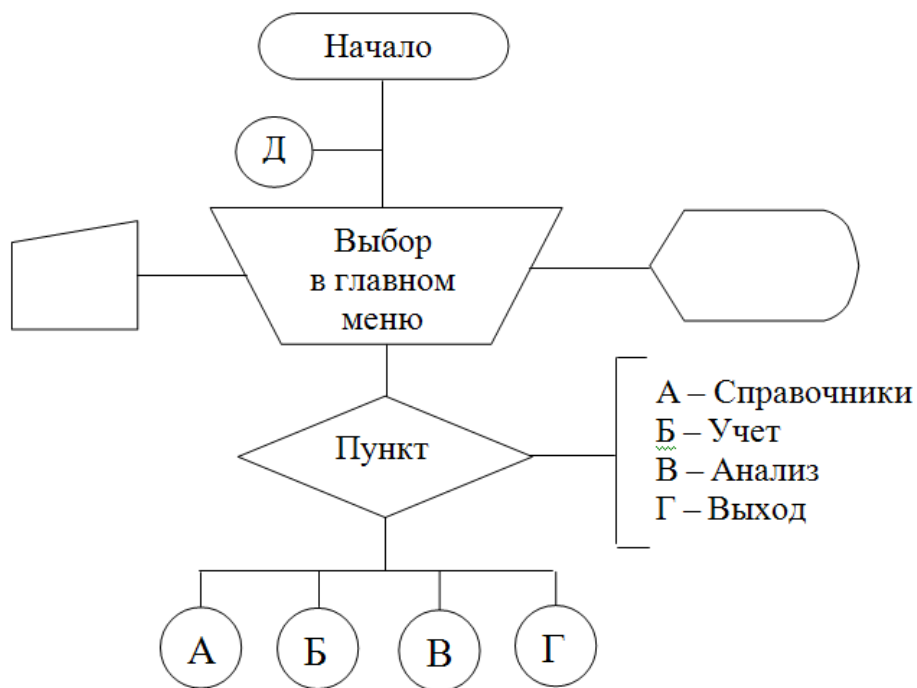 Начало
Д
Выбор
в главном
меню
Пункт
А – Справочники
Б – Учет
В – Анализ
Г – Выход
А
Б
В
Г